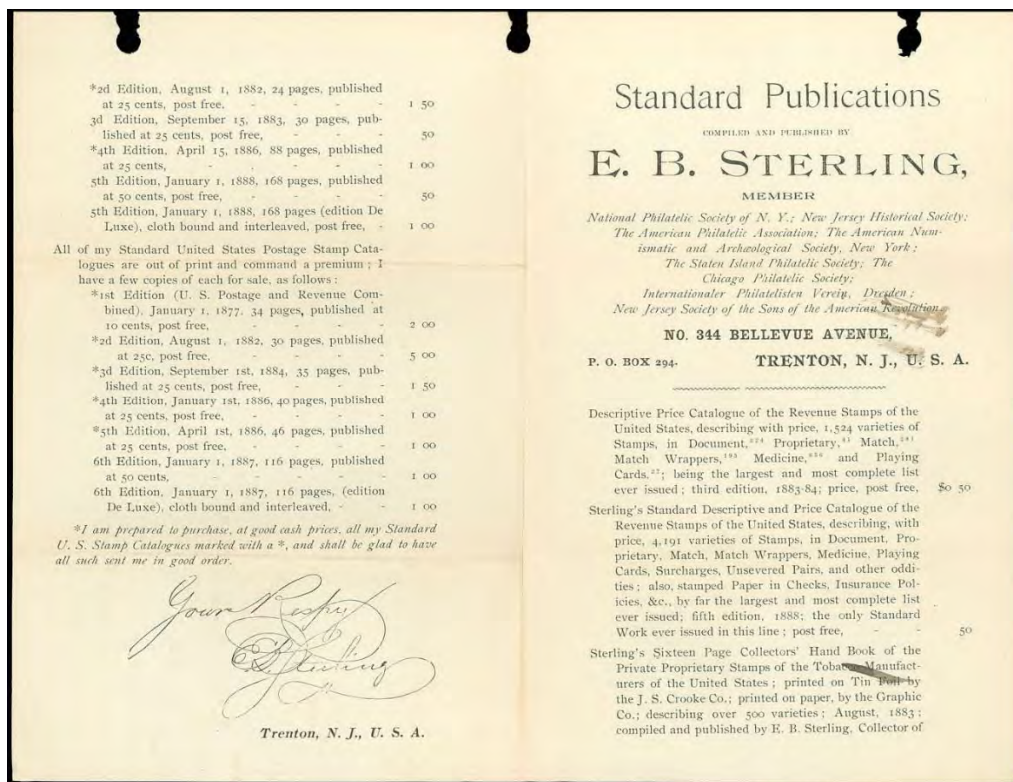 *2d Edition, August 1, 1882, 24 pages, published
at 25 cents, post free. - - - - 1 50
3d Edition, September 15, 1883, 30 pages, pub-
lished at 25 cents, post free, - - - 50
*4th Edition, April 15, 1886, 88 pages, published
at 25 cents, - - - - 1 00
5th Edition, January 1, 1888, 168 pages, published
at 50 cents, post free, - - - - 50
5th Edition, January 1, 1888, 168 pages (edition De
Luxe), cloth bound and interleaved, post free, - 1 00
All of my Standard United States Postage Stamp Cata-
logues are out of print and command a premium; I
have a few copies of each for sale, as follows:
*1st Edition (U. S. Postage and Revenue Com-
bined), January 1, 1877, 34 pages, published at
10 cents, post free, - - - - 2 00
*2d Edition, August 1, 1882, 30 pages, published
at 25c, post free, - - - - 5 00
*3d Edition, September 1st, 1884, 35 pages, pub-
lished at 25 cents, post free, - - - 1 50
*4th Edition, January 1st, 1886, 40 pages, published
at 25 cents, post free, - - - - 1 00
*5th Edition, April 1st, 1886, 46 pages, published
at 25 cents, post free, - - - - 1 00
6th Edition, January 1, 1887, 116 pages, published
at 50 cents, - - - - - 1 00
6th Edition, January 1, 1887, 116 pages, (edition
De Luxe), cloth bound and interleaved, - - 1 00
*I am prepared to purchase, at good cash prices, all my Standard
U. S. Stamp Catalogues marked with a *, and shall be glad to have
all such sent me in good order.
Yours Respy
E.B. Sterling
Trenton, N. J., U. S. A.
Standard Publications
COMPILED AND PUBLISHED BY
E. B. STERLING,
MEMBER
National Philatelic Society of N. Y.; New Jersey Historical Society;
The American Philatelic Association; The American Num-
ismatic and Archæological Society, New York;
The Staten Island Philatelic Society; The
Chicago Philatelic Society;
Internationaler Philatelisten Verein, Dresden;
New Jersey Society of the Sons of the American Revolution.
NO. 344 BELLEVUE AVENUE,
P. O. BOX 294. TRENTON, N. J., U. S. A.
Descriptive Price Catalogue of the Revenue Stamps of the
United States, describing with price, 1,524 varieties of
Stamps, in Document, Proprietary, Match,
Match Wrappers, Medicine, and Playing
Cards; being the largest and most complete list
ever issued; third edition, 1883-84; price, post free, $0 50
Sterling's Standard Descriptive and Price Catalogue of the
Revenue Stamps of the United States, describing, with
price, 4,191 varieties of Stamps, in Document, Pro-
prietary, Match, Match Wrappers, Medicine, Playing
Cards, Surcharges, Unsevered Pairs, and other oddi-
ties; also, stamped Paper in Checks, Insurance Pol-
icies, &c., by far the largest and most complete list
ever issued; fifth edition, 1888; the only Standard
Work ever issued in this line; post free, - - 50
Sterling's Sixteen Page Collectors' Hand Book of the
Private Proprietary Stamps of the Tobacco Manufact-
urers of the United States; printed on Tin Foil by
the J. S. Crooke Co.; printed on paper, by the Graphic
Co.; describing over 500 varieties; August, 1883;
compiled and published by E. B. Sterling, Collector of